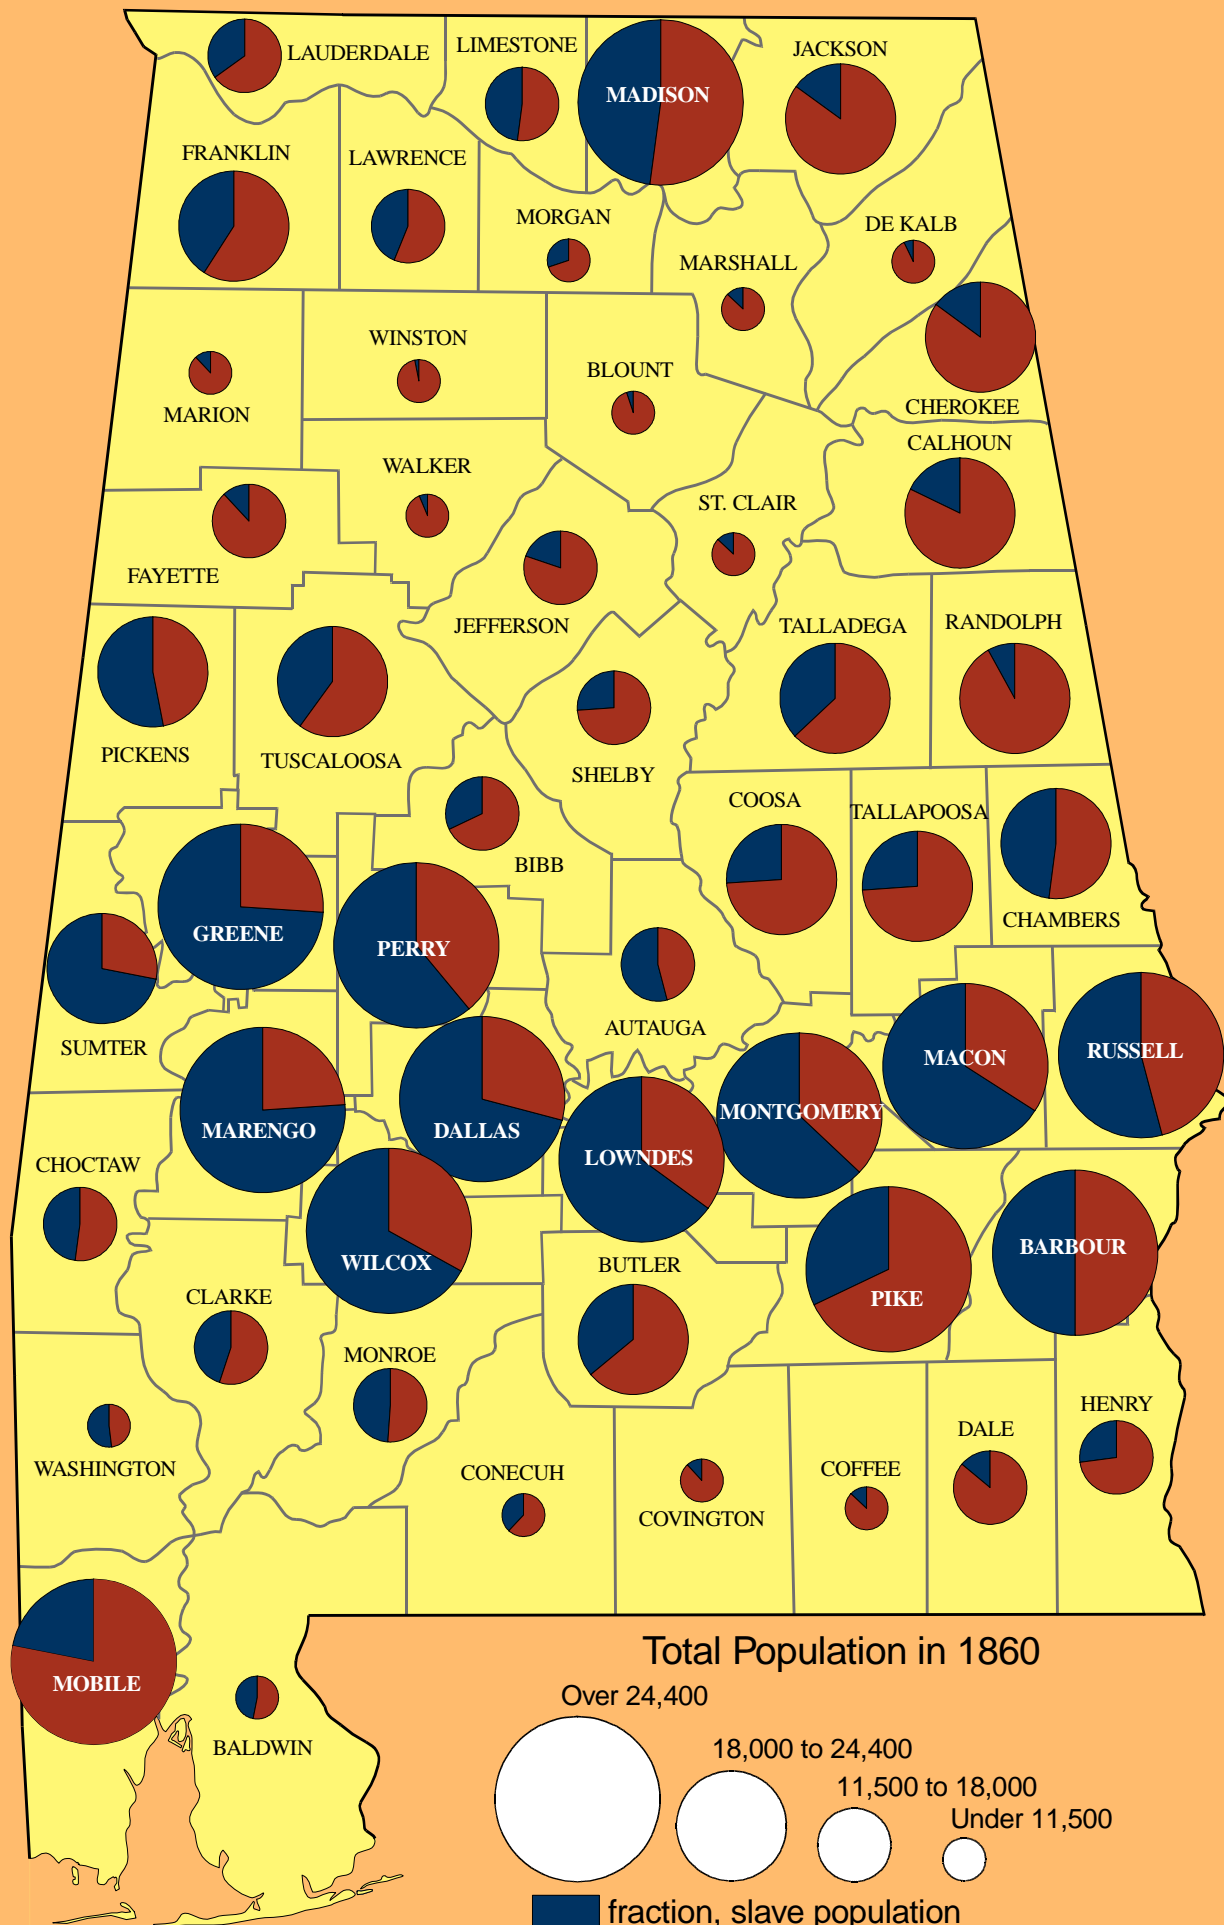 LAUDERDALE
LIMESTONE
MADISON
JACKSON
FRANKLIN
LAWRENCE
MORGAN
MARSHALL
DE KALB
WINSTON
MARION
BLOUNT
CHEROKEE
CALHOUN
WALKER
ST. CLAIR
FAYETTE
JEFFERSON
TALLADEGA
RANDOLPH
PICKENS
TUSCALOOSA
SHELBY
COOSA
TALLAPOOSA
BIBB
CHAMBERS
GREENE
PERRY
SUMTER
AUTAUGA
MACON
RUSSELL
MARENGO
DALLAS
MONTGOMERY
CHOCTAW
LOWNDES
WILCOX
BARBOUR
BUTLER
PIKE
CLARKE
MONROE
HENRY
WASHINGTON
CONECUH
COVINGTON
COFFEE
DALE
MOBILE
BALDWIN
Total Population in 1860
Over 24,400
18,000 to 24,400
11,500 to 18,000
Under 11,500
fraction, slave population